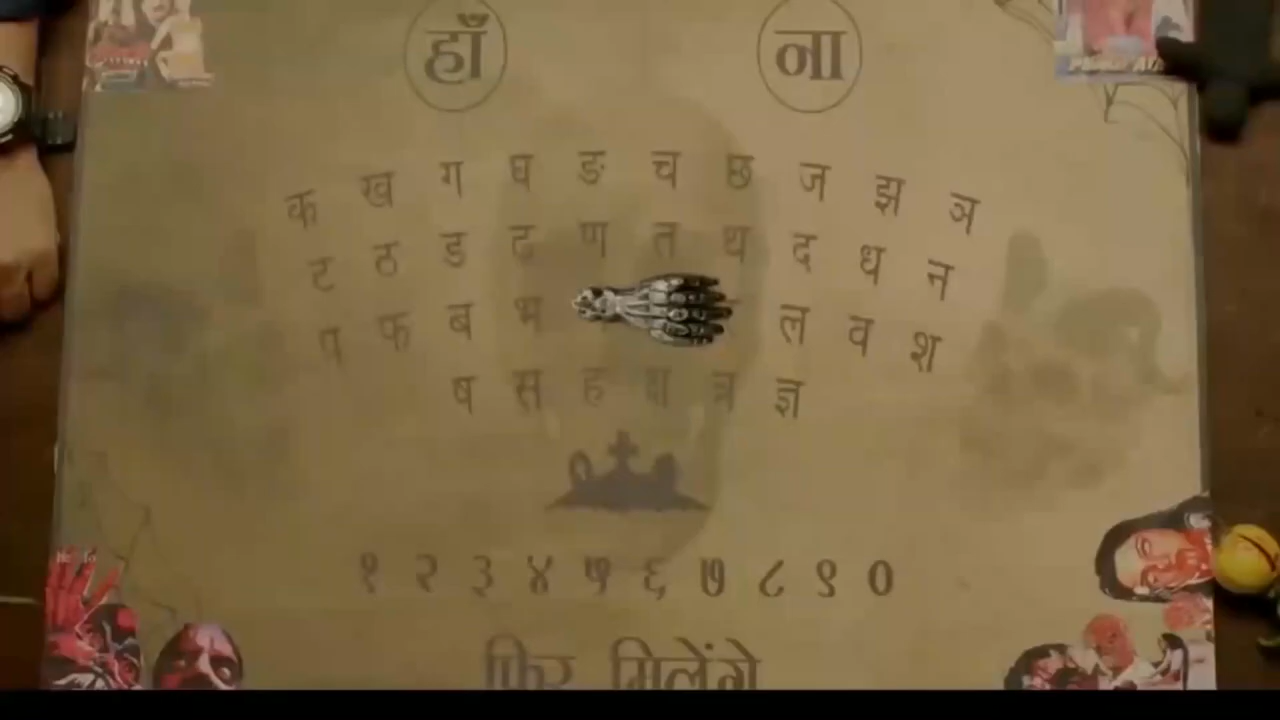 हाँ ना
क ख ग घ ङ च छ ज झ ञ
ट ठ ड ढ ण त थ द ध न
प फ ब भ ल व श
ष स ह क्ष त्र ज्ञ
१ २ ३ ४ ५ ६ ७ ८ ९ ०
फिर मिलेंगे